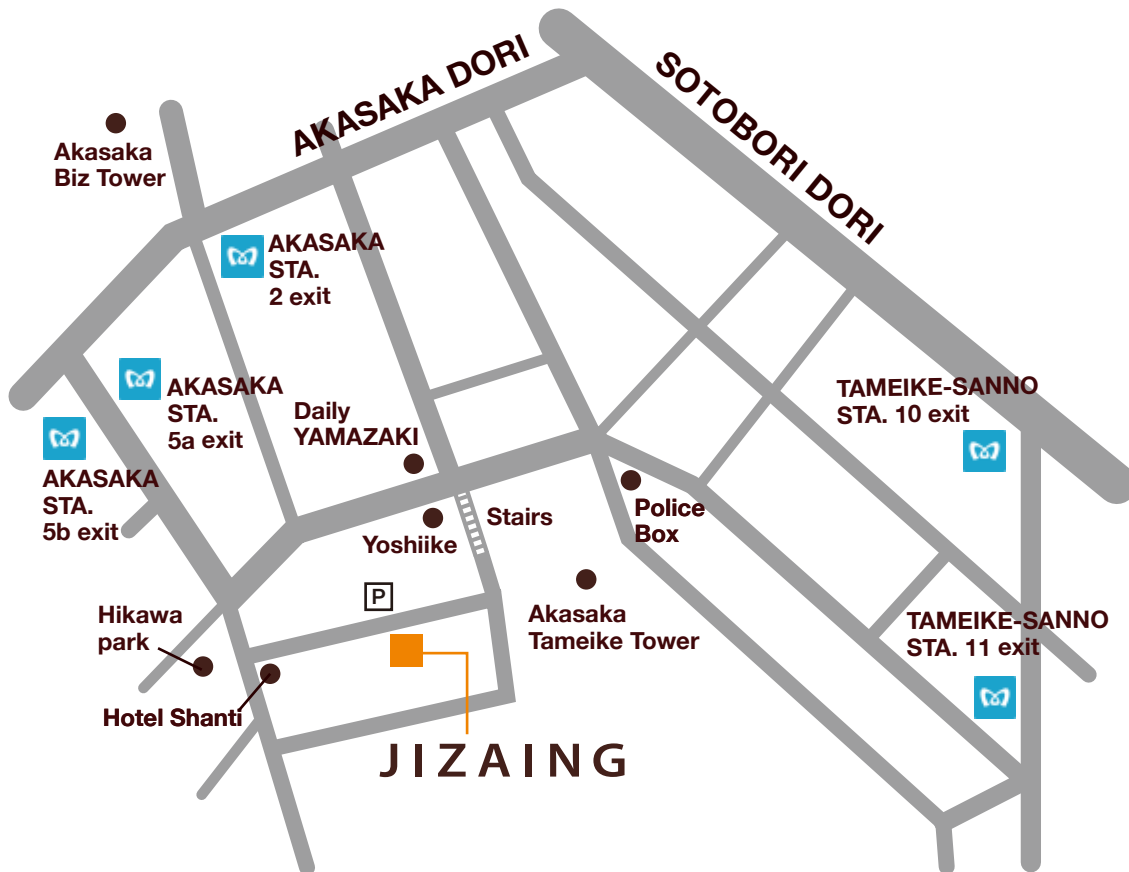 AKASAKA DORI
SOTOBORI DORI
Akasaka
Biz Tower
AKASAKA
STA.
2 exit
AKASAKA
STA.
5a exit
AKASAKA
STA.
5b exit
Daily
YAMAZAKI
TAMEIKE-SANNO
STA. 10 exit
Yoshiike
Stairs
Police
Box
P
Hikawa
park
Akasaka
Tameike Tower
TAMEIKE-SANNO
STA. 11 exit
Hotel Shanti
JIZAING